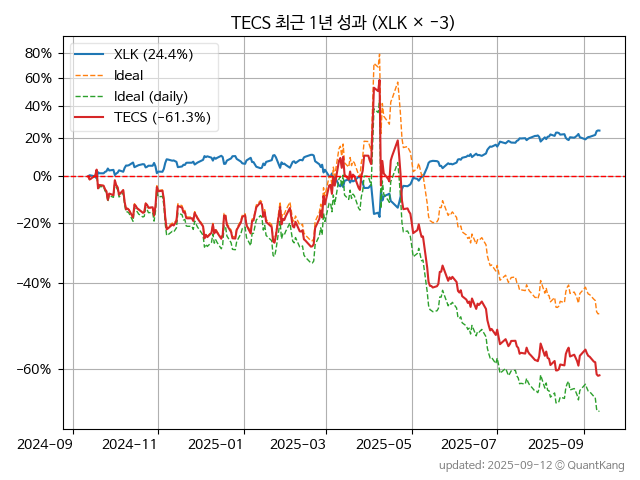 TECS 최근 1년 성과 (XLK × −3)
80%
60%
40%
20%
0%
−20%
−40%
−60%
XLK (24.4%)
Ideal
Ideal (daily)
TECS (−61.3%)
2024-09
2024-11
2025-01
2025-03
2025-05
2025-07
2025-09
updated: 2025-09-12 ⓒ QuantKang